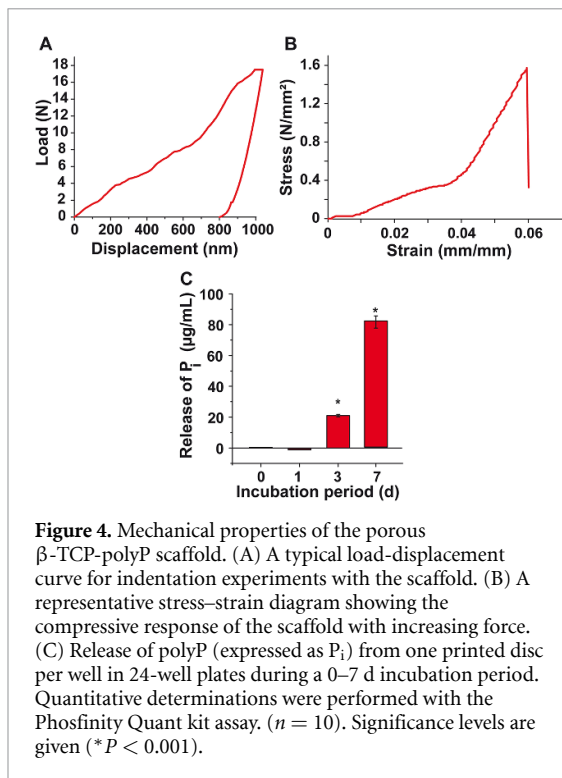 A
18
16
14
12
10
8
6
4
2
0
Load (N)
0 200 400 600 800 1000
Displacement (nm)
B
1.6
1.2
0.8
0.4
0
Stress (N/mm²)
0 0.02 0.04 0.06
Strain (mm/mm)
C
100
80
60
40
20
0
Release of Pi (µg/mL)
*
*
0 1 3 7
Incubation period (d)
Figure 4. Mechanical properties of the porous
β-TCP-polyP scaffold. (A) A typical load-displacement
curve for indentation experiments with the scaffold. (B) A
representative stress–strain diagram showing the
compressive response of the scaffold with increasing force.
(C) Release of polyP (expressed as Pi) from one printed disc
per well in 24-well plates during a 0–7 d incubation period.
Quantitative determinations were performed with the
Phosfinity Quant kit assay. (n = 10). Significance levels are
given (*P < 0.001).